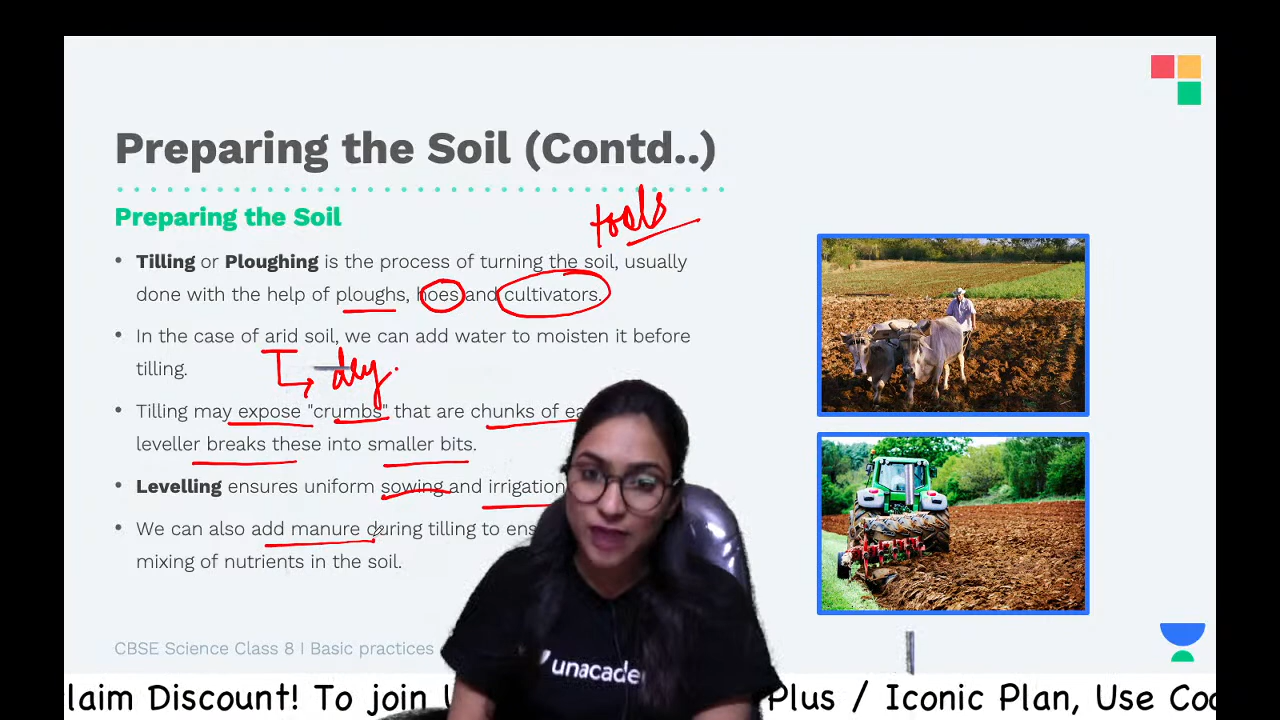 Preparing the Soil (Contd..)
Preparing the Soil
tools
• Tilling or Ploughing is the process of turning the soil, usually
done with the help of ploughs, hoes and cultivators.
• In the case of arid soil, we can add water to moisten it before
tilling.
dry.
• Tilling may expose "crumbs" that are chunks of ea
leveller breaks these into smaller bits.
• Levelling ensures uniform sowing and irrigation
• We can also add manure during tilling to ens
mixing of nutrients in the soil.
CBSE Science Class 8 I Basic practices
unacade
laim Discount! To join U Plus / Iconic Plan, Use Co